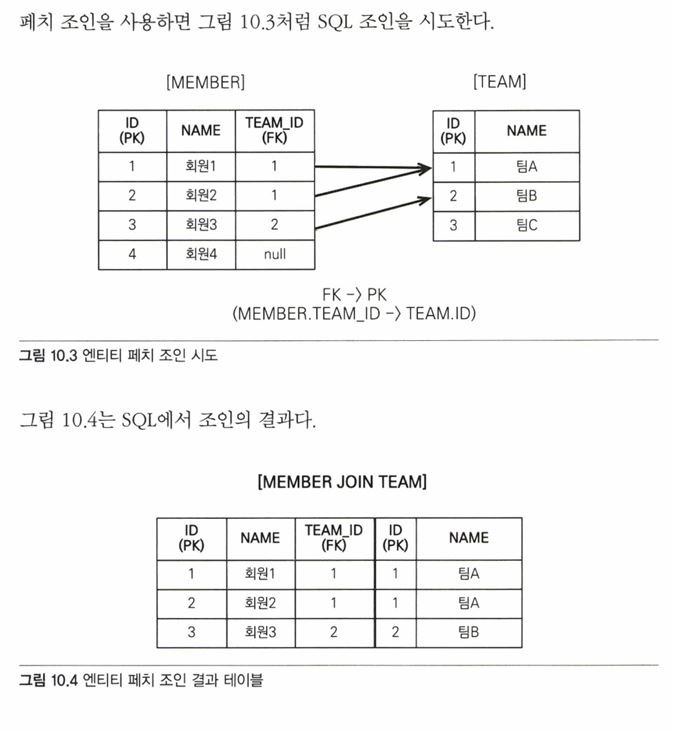 페치 조인을 사용하면 그림 10.3처럼 SQL 조인을 시도한다.
[MEMBER] [TEAM]
ID (PK) NAME TEAM_ID (FK)
1 회원1 1
2 회원2 1
3 회원3 2
4 회원4 null
ID (PK) NAME
1 팀A
2 팀B
3 팀C
FK -> PK
(MEMBER.TEAM_ID -> TEAM.ID)
그림 10.3 엔티티 페치 조인 시도
그림 10.4는 SQL에서 조인의 결과다.
[MEMBER JOIN TEAM]
ID (PK) NAME TEAM_ID (FK) ID (PK) NAME
1 회원1 1 1 팀A
2 회원2 1 1 팀A
3 회원3 2 2 팀B
그림 10.4 엔티티 페치 조인 결과 테이블